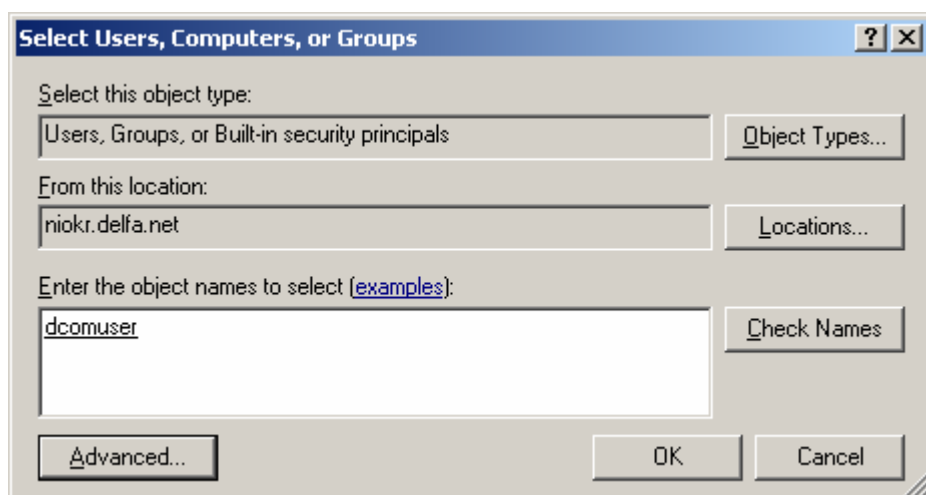 Select Users, Computers, or Groups
Select this object type:
Users, Groups, or Built-in security principals
Object Types...
From this location:
niokr.delfa.net
Locations...
Enter the object names to select (examples):
dcomuser
Check Names
Advanced...
OK
Cancel